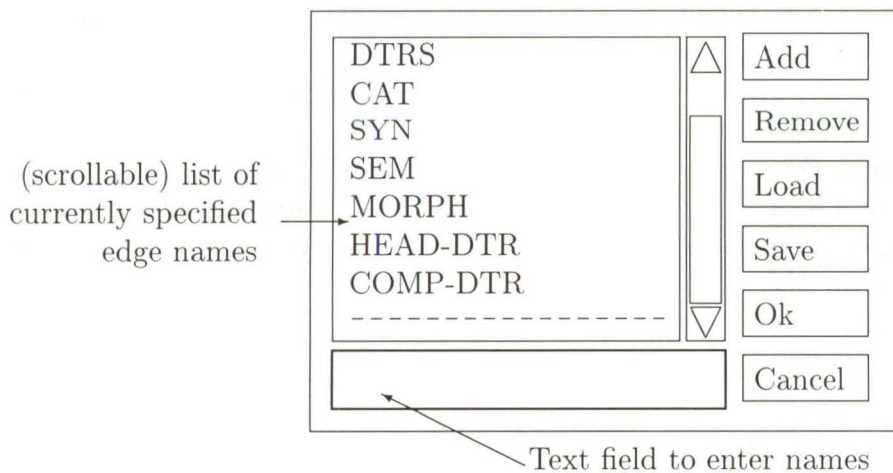 DTRS
CAT
SYN
SEM
MORPH
HEAD-DTR
COMP-DTR
Add
Remove
Load
Save
Ok
Cancel
(scrollable) list of
currently specified
edge names
Text field to enter names